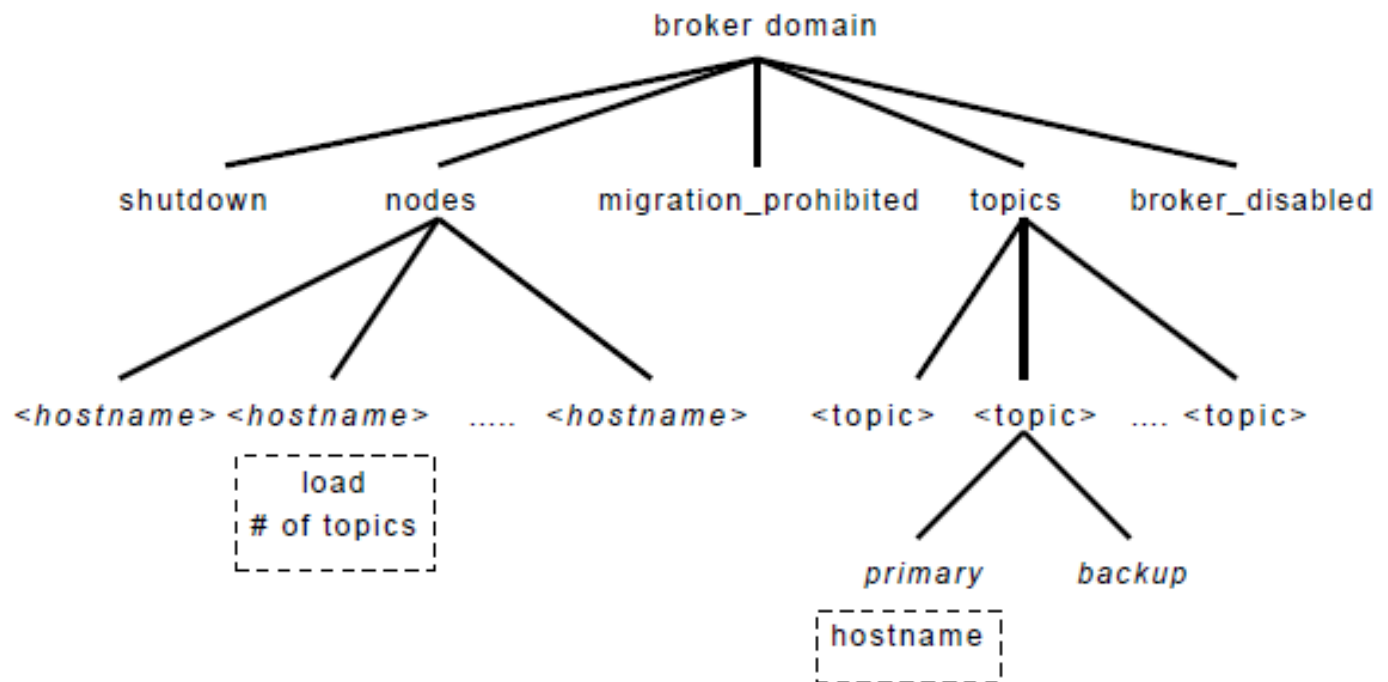 broker domain
shutdown nodes migration_prohibited topics broker_disabled
<hostname> <hostname> ..... <hostname> <topic> <topic> .... <topic>
load
# of topics
primary backup
hostname